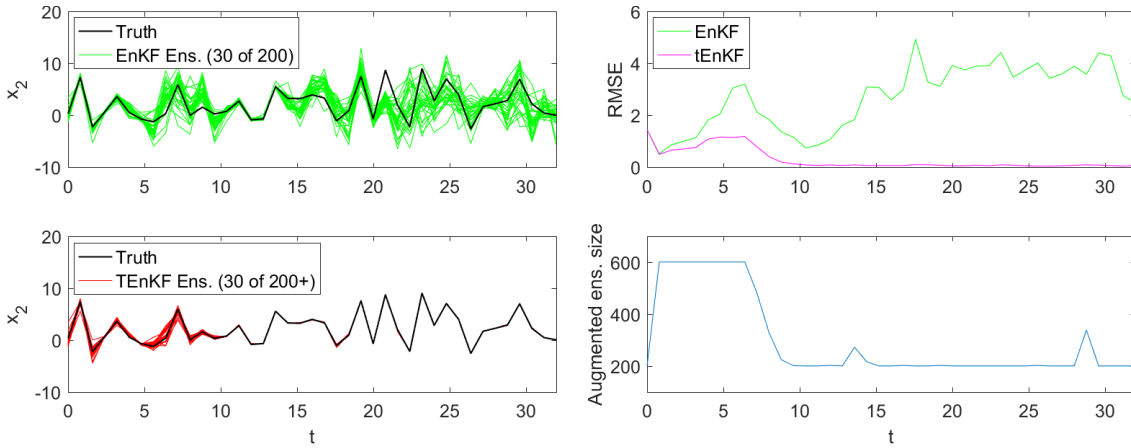 20
10
0
-10
x2
Truth
EnKF Ens. (30 of 200)
0 5 10 15 20 25 30
6
4
2
0
RMSE
EnKF
tEnKF
0 5 10 15 20 25 30
20
10
0
-10
x2
Truth
TEnKF Ens. (30 of 200+)
0 5 10 15 20 25 30
t
600
400
200
Augmented ens. size
0 5 10 15 20 25 30
t